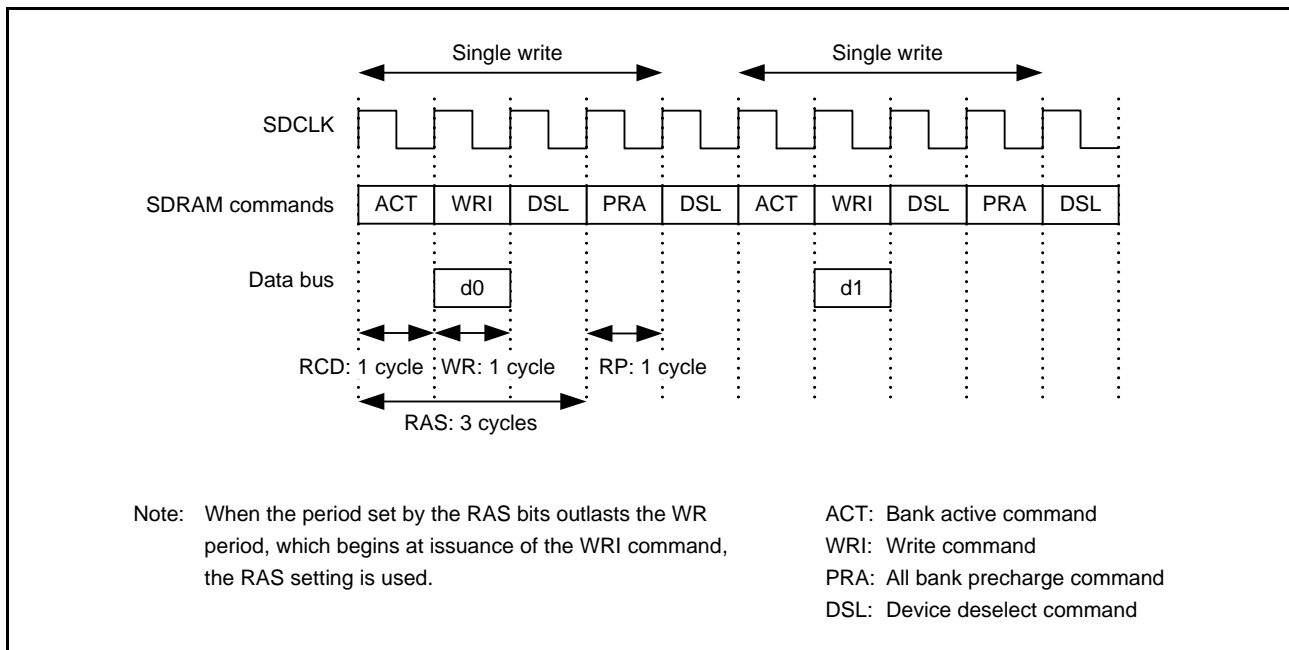 Single write Single write
SDCLK
SDRAM commands ACT WRI DSL PRA DSL ACT WRI DSL PRA DSL
Data bus d0 d1
RCD: 1 cycle WR: 1 cycle RP: 1 cycle
RAS: 3 cycles
Note: When the period set by the RAS bits outlasts the WR
period, which begins at issuance of the WRI command,
the RAS setting is used.
ACT: Bank active command
WRI: Write command
PRA: All bank precharge command
DSL: Device deselect command